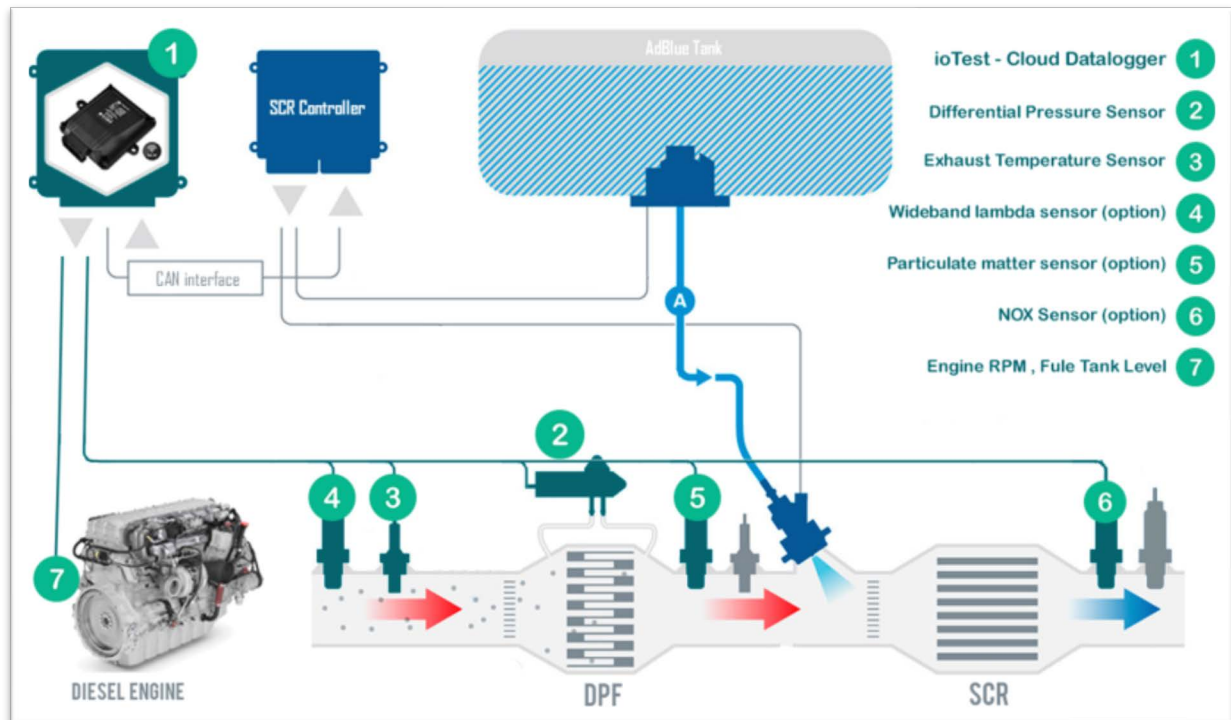 1
SCR Controller
AdBlue Tank
ioTest - Cloud Datalogger 1
Differential Pressure Sensor 2
Exhaust Temperature Sensor 3
Wideband lambda sensor (option) 4
Particulate matter sensor (option) 5
NOX Sensor (option) 6
Engine RPM , Fule Tank Level 7
CAN interface
A
2
4
3
5
6
7
DIESEL ENGINE
DPF
SCR